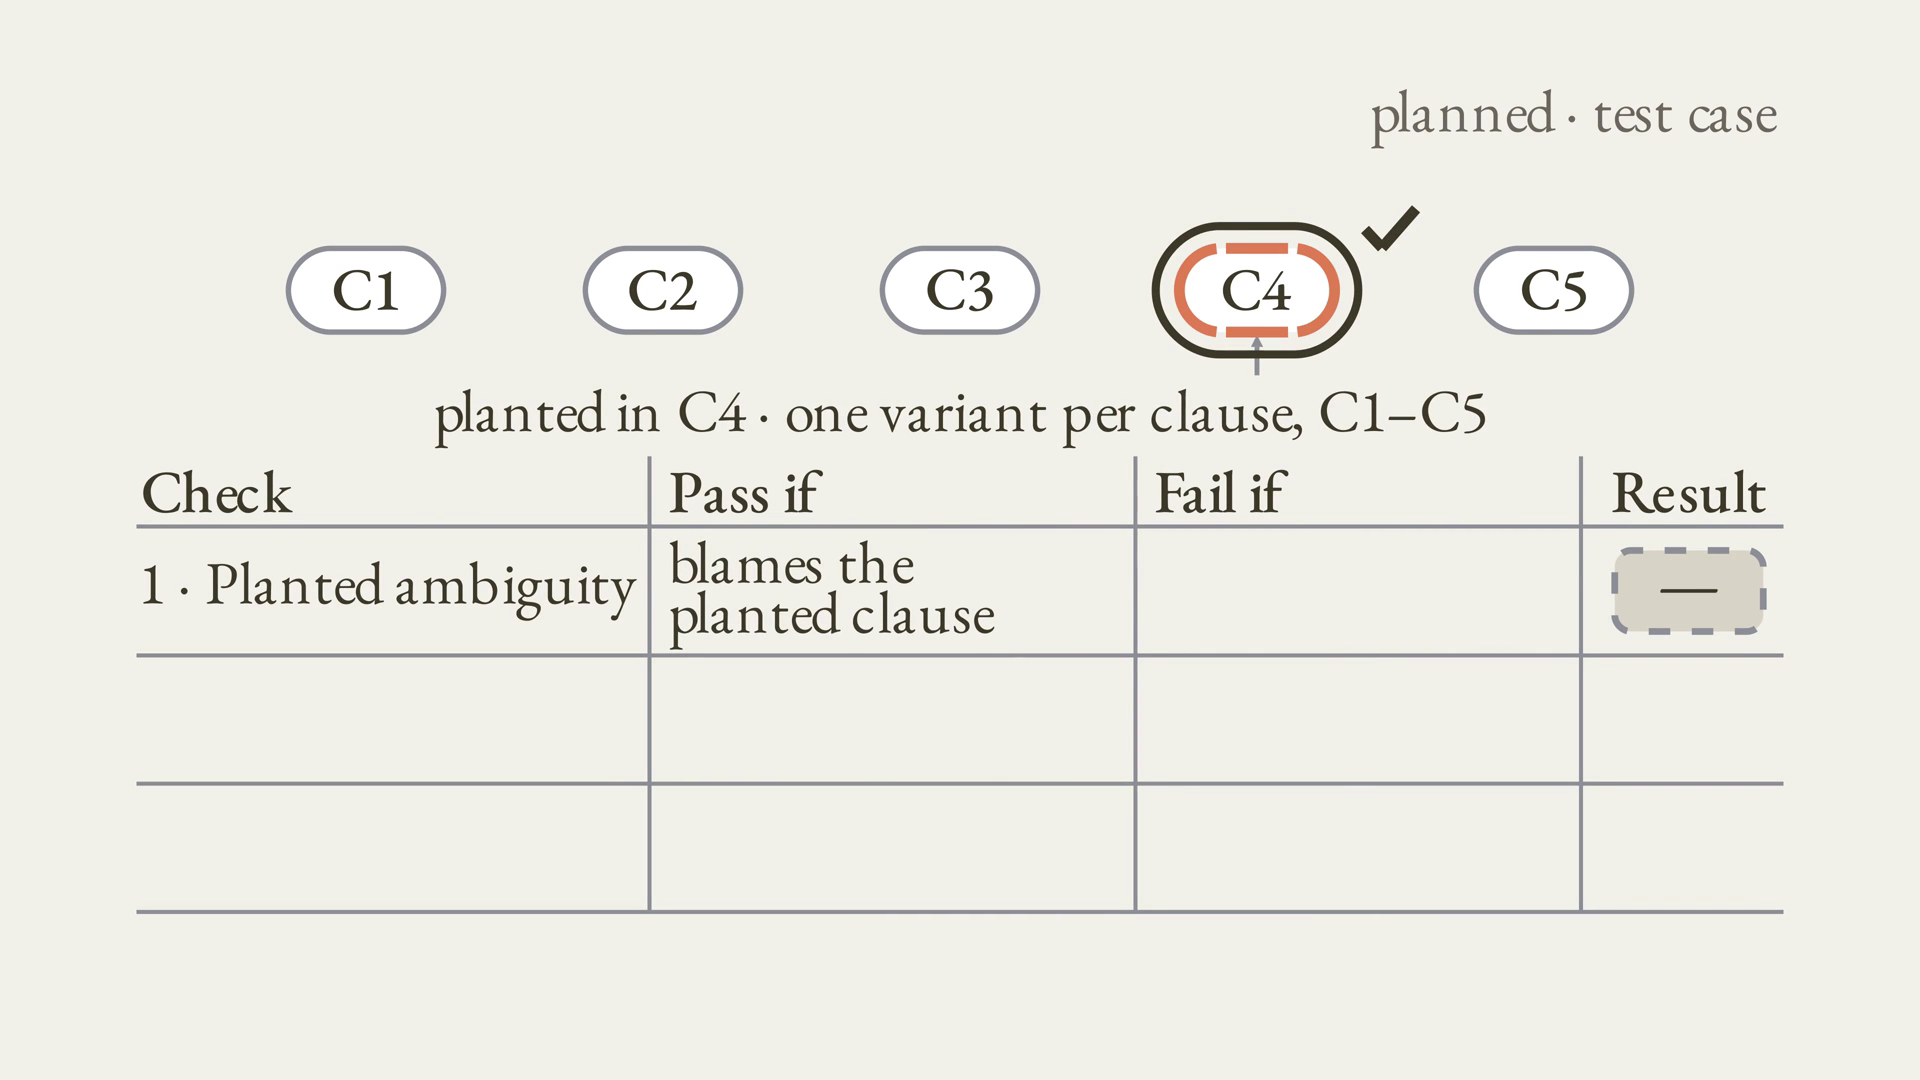 planned · test case
C1 C2 C3 C4 C5
planted in C4 · one variant per clause, C1–C5
Check Pass if Fail if Result
1 · Planted ambiguity
blames the
planted clause
—